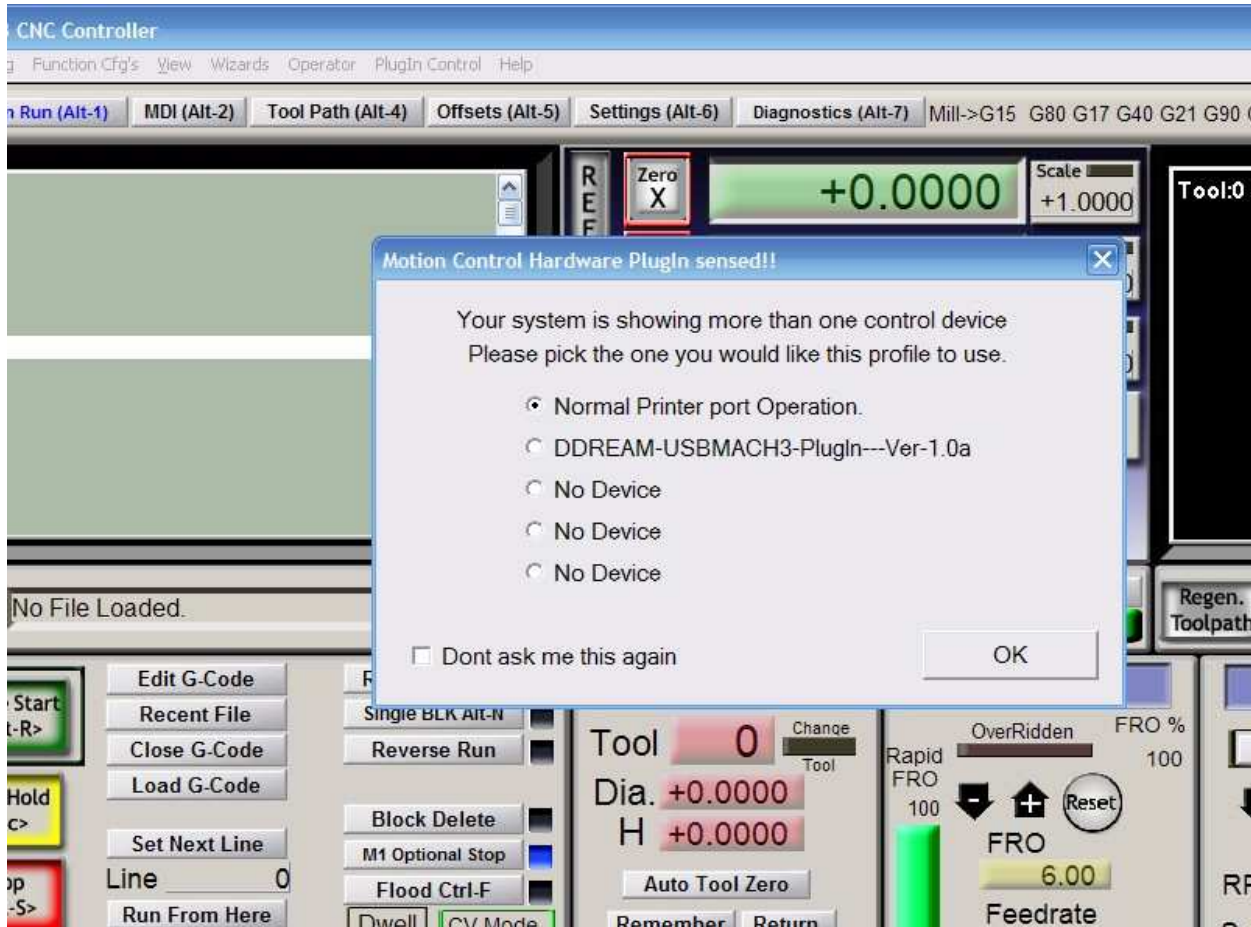 CNC Controller
Function Cfg's View Wizards Operator PlugIn Control Help
Run (Alt-1) MDI (Alt-2) Tool Path (Alt-4) Offsets (Alt-5) Settings (Alt-6) Diagnostics (Alt-7) Mill->G15 G80 G17 G40 G21 G90
R
E
F
Zero
X
+0.0000
Scale
+1.0000
Tool:0
Motion Control Hardware PlugIn sensed!!
Your system is showing more than one control device
Please pick the one you would like this profile to use.
Normal Printer port Operation.
DDREAM-USBMACH3-PlugIn---Ver-1.0a
No Device
No Device
No Device
Dont ask me this again
OK
No File Loaded.
Regen.
Toolpath
Start
-R>
Hold
c>
-S>
Edit G-Code
Recent File
Close G-Code
Load G-Code
Set Next Line
Line 0
Run From Here
Single BLK Alt-N
Reverse Run
Block Delete
M1 Optional Stop
Flood Ctrl-F
Dwell CV Mode
Tool 0
Change
Tool
Dia. +0.0000
H +0.0000
Auto Tool Zero
Remember Return
OverRidden
FRO %
100
Rapid
FRO
100
Reset
FRO
6.00
Feedrate